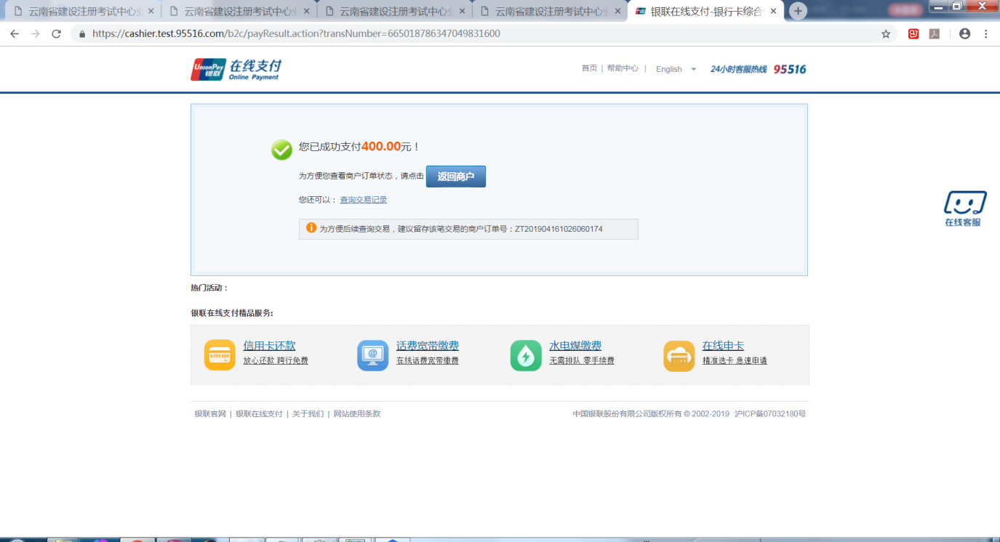 云南省建设注册考试中心 云南省建设注册考试中心 云南省建设注册考试中心 云南省建设注册考试中心 银联在线支付-银行卡综合
https://cashier.test.95516.com/b2c/payResult.action?transNumber=665018786347049831600
UnionPay 银联 在线支付 Online Payment
首页 | 帮助中心 | English 24小时客服热线 95516
您已成功支付400.00元！
为方便您查看商户订单状态，请点击 返回商户
您还可以： 查询交易记录
为方便后续查询交易，建议留存该笔交易的商户订单号：ZT201904161026060174
在线客服
热门活动：
银联在线支付精品服务:
信用卡还款 话费宽带缴费 水电煤缴费 在线申卡
放心还款 跨行免费 在线话费宽带缴费 无需排队 零手续费 精准选卡 急速申请
银联官网 | 银联在线支付 | 关于我们 | 网站使用条款 中国银联股份有限公司版权所有 © 2002-2019 沪ICP备07032180号